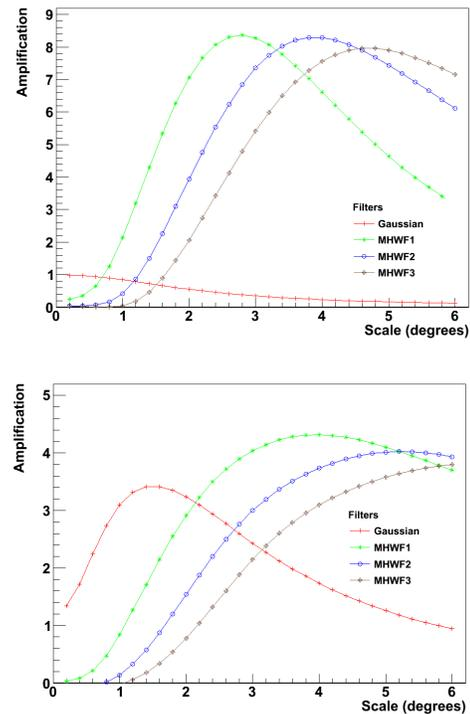 Amplification
9
8
7
6
5
4
3
2
1
0
Filters
Gaussian
MHWF1
MHWF2
MHWF3
0 1 2 3 4 5 6
Scale (degrees)
Amplification
5
4
3
2
1
0
Filters
Gaussian
MHWF1
MHWF2
MHWF3
0 1 2 3 4 5 6
Scale (degrees)